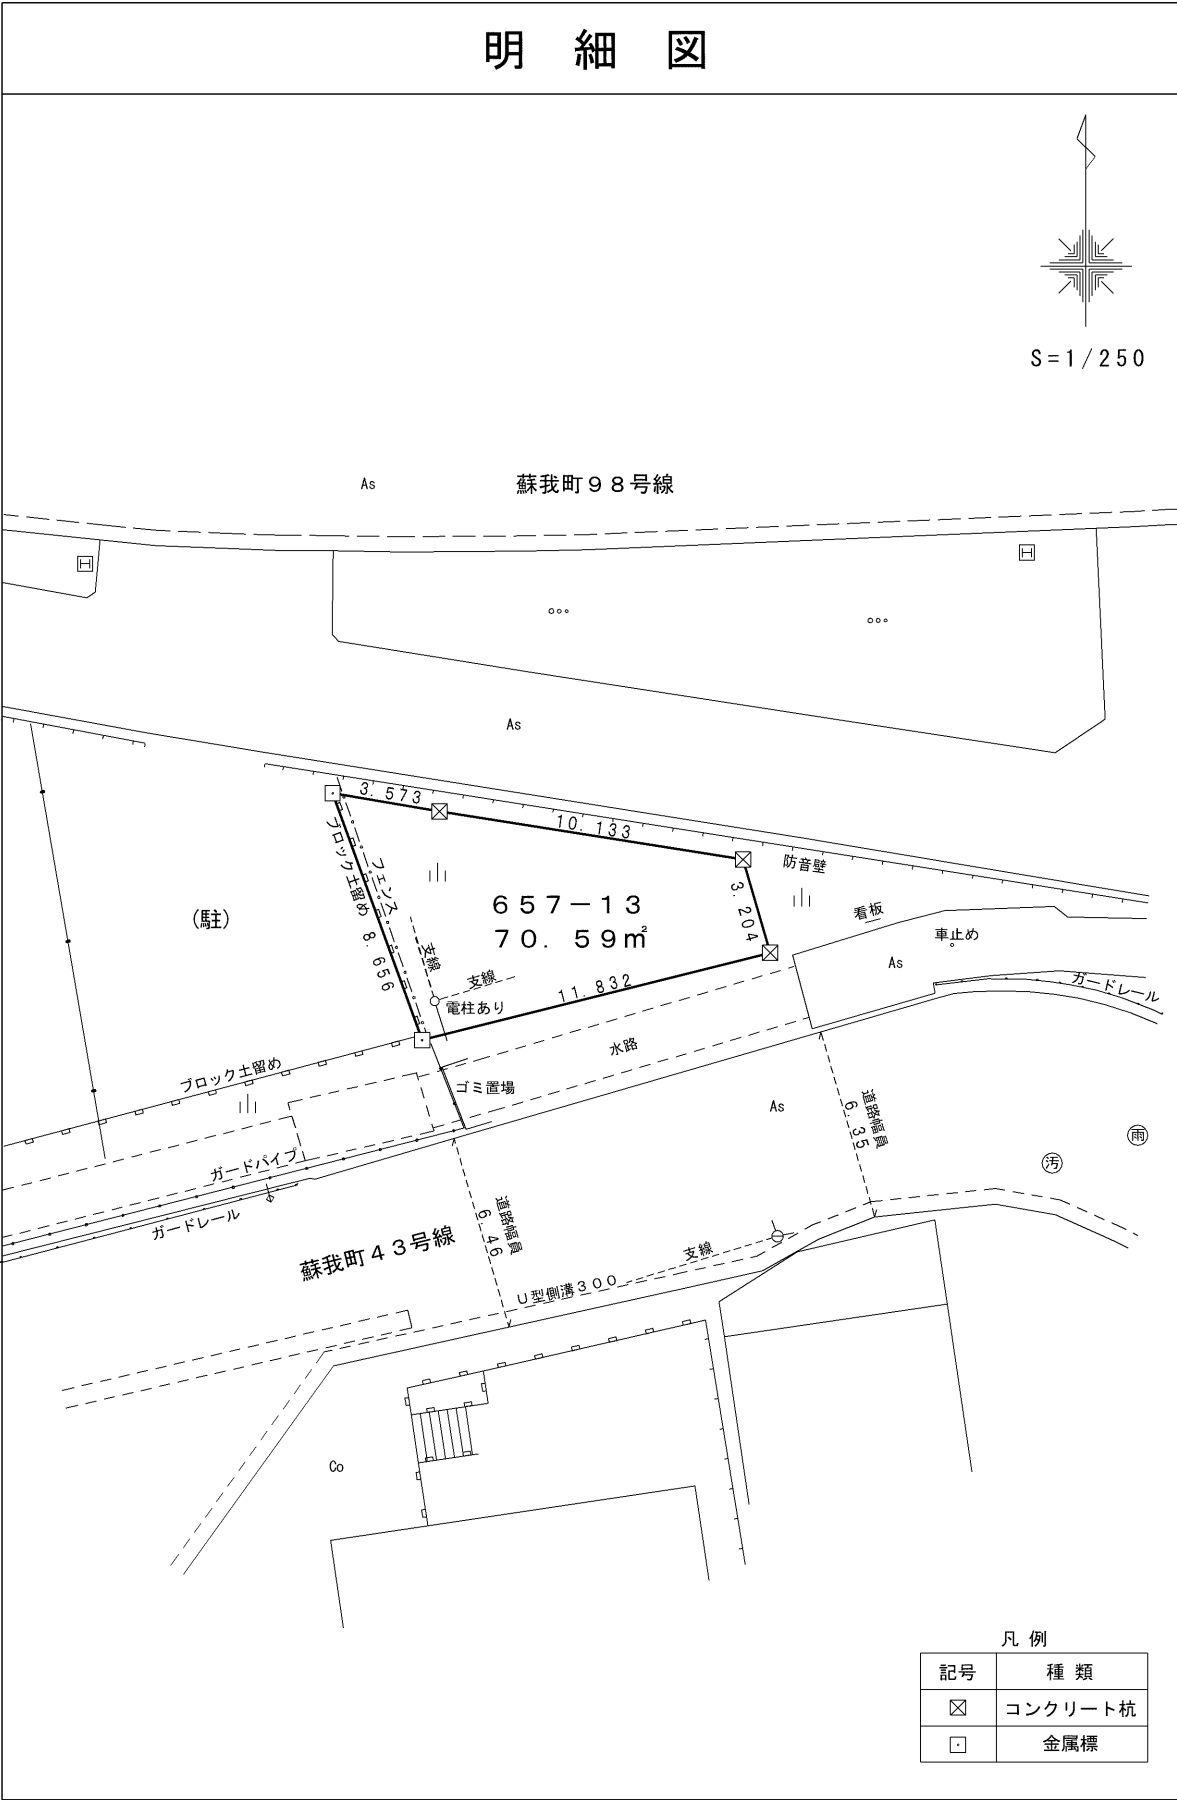 明細図
S=1/250
As
蘇我町98号線
As
3.573
10.133
防音壁
ブロック土留め
フェンス
657-13
70.59㎡
3.204
看板
車止め
As
(駐)
8.656
支線
支線
電柱あり
11.832
ガードレール
水路
ブロック土留め
ゴミ置場
As
道路幅員
6.35
雨
汚
ガードパイプ
ガードレール
道路幅員
6.46
蘇我町43号線
支線
U型側溝300
Co
凡例
記号 種類
コンクリート杭
金属標